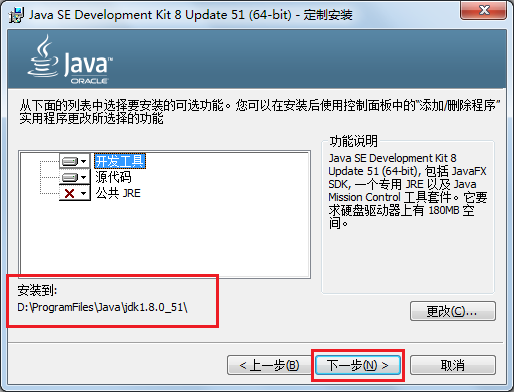 Java SE Development Kit 8 Update 51 (64-bit) - 定制安装
Java
ORACLE
从下面的列表中选择要安装的可选功能。您可以在安装后使用控制面板中的“添加/删除程序”
实用程序更改所选择的功能
开发工具
源代码
公共 JRE
功能说明
Java SE Development Kit 8
Update 51 (64-bit), 包括 JavaFX
SDK, 一个专用 JRE 以及 Java
Mission Control 工具套件。它要
求硬盘驱动器上有 180MB 空
间。
安装到:
D:\ProgramFiles\Java\jdk1.8.0_51\
更改(C)...
< 上一步(B)
下一步(N) >
取消